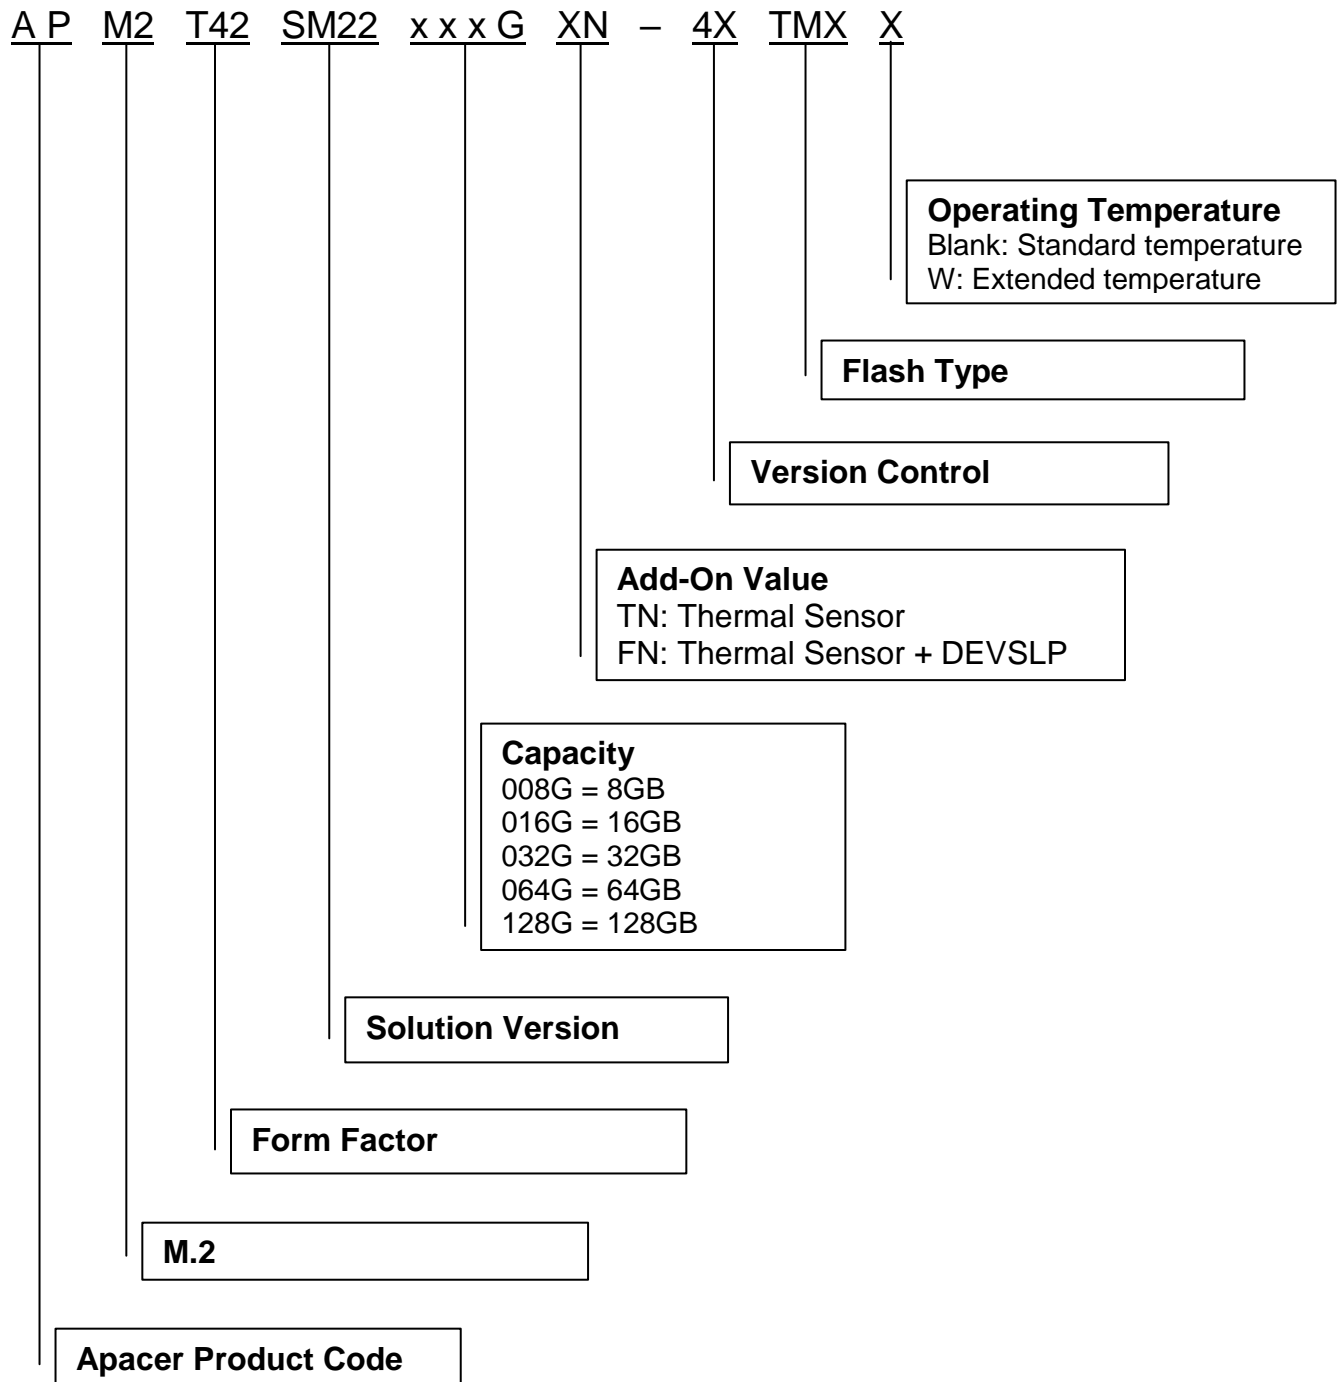 A P M2 T42 SM22 x x x G XN – 4X TMX X
Operating Temperature
Blank: Standard temperature
W: Extended temperature
Flash Type
Version Control
Add-On Value
TN: Thermal Sensor
FN: Thermal Sensor + DEVSLP
Capacity
008G = 8GB
016G = 16GB
032G = 32GB
064G = 64GB
128G = 128GB
Solution Version
Form Factor
M.2
Apacer Product Code